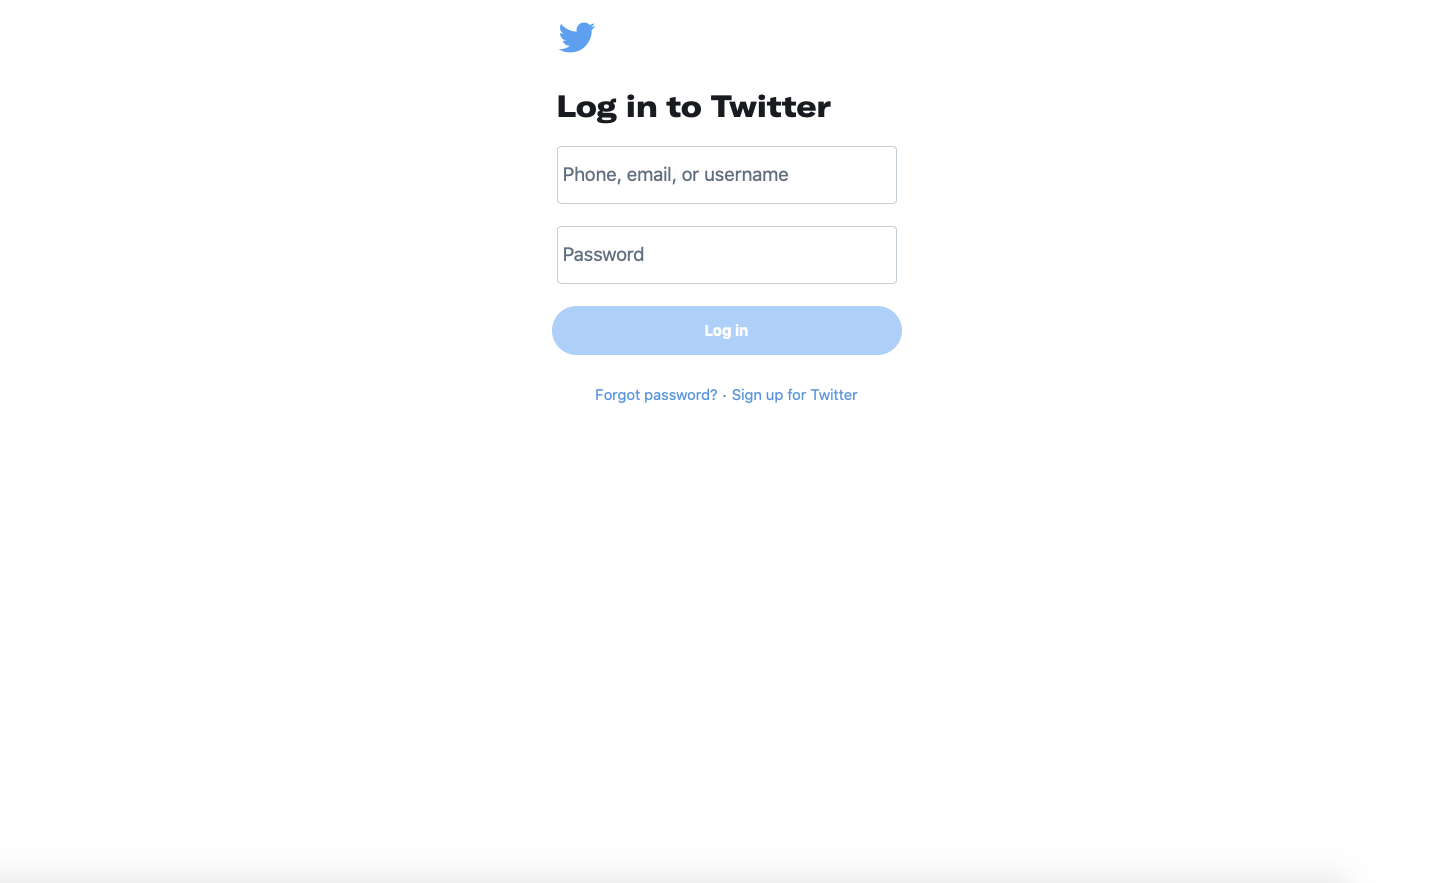 Log in to Twitter
Phone, email, or username
Password
Log in
Forgot password? · Sign up for Twitter